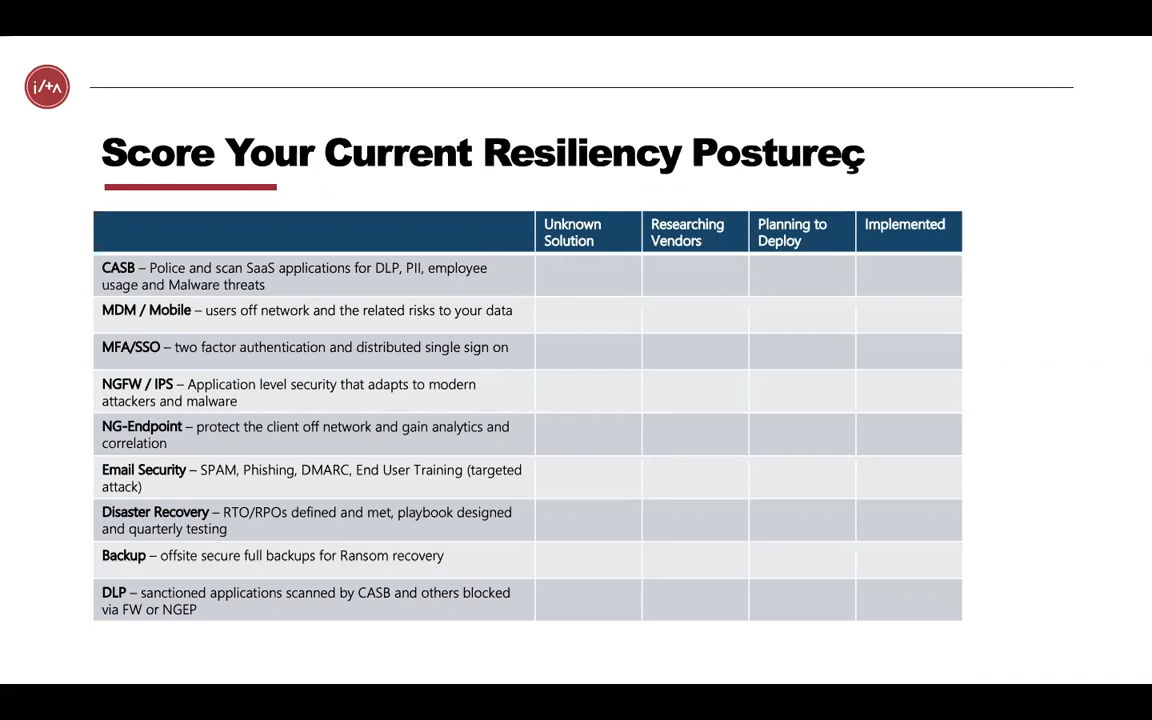 i/+ʌ
Score Your Current Resiliency Postureç
Unknown Solution
Researching Vendors
Planning to Deploy
Implemented
CASB – Police and scan SaaS applications for DLP, PII, employee
usage and Malware threats
MDM / Mobile – users off network and the related risks to your data
MFA/SSO – two factor authentication and distributed single sign on
NGFW / IPS – Application level security that adapts to modern
attackers and malware
NG-Endpoint – protect the client off network and gain analytics and
correlation
Email Security – SPAM, Phishing, DMARC, End User Training (targeted
attack)
Disaster Recovery – RTO/RPOs defined and met, playbook designed
and quarterly testing
Backup – offsite secure full backups for Ransom recovery
DLP – sanctioned applications scanned by CASB and others blocked
via FW or NGEP